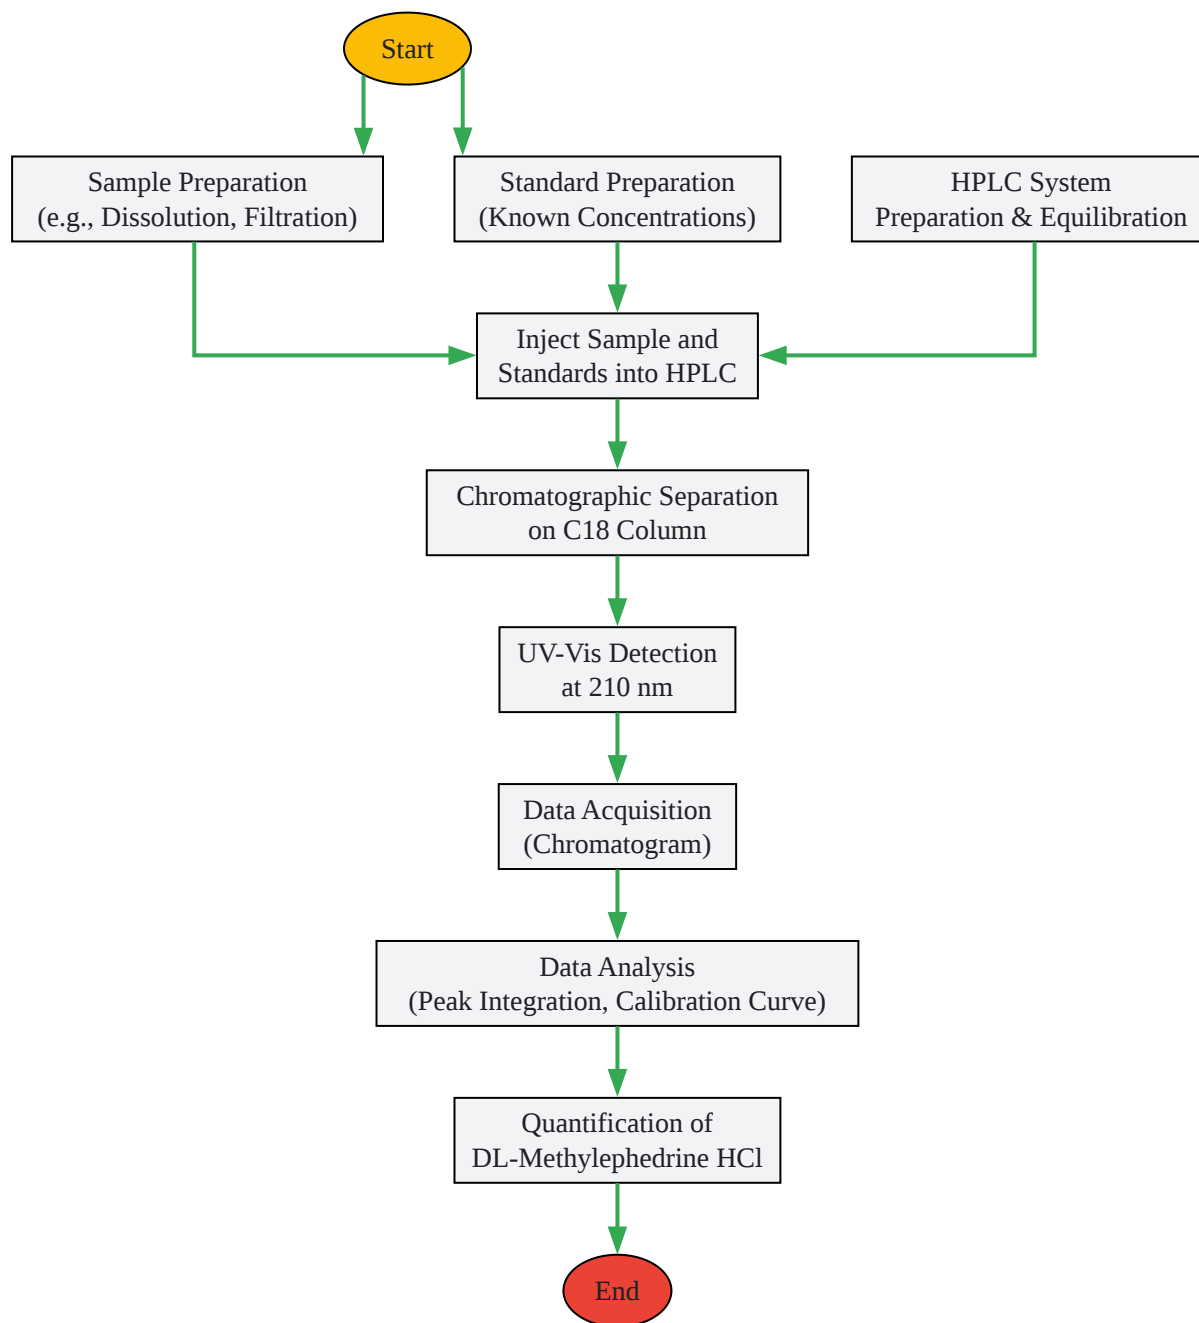 Start
Sample Preparation
(e.g., Dissolution, Filtration)
Standard Preparation
(Known Concentrations)
HPLC System
Preparation & Equilibration
Inject Sample and
Standards into HPLC
Chromatographic Separation
on C18 Column
UV-Vis Detection
at 210 nm
Data Acquisition
(Chromatogram)
Data Analysis
(Peak Integration, Calibration Curve)
Quantification of
DL-Methylephedrine HCl
End